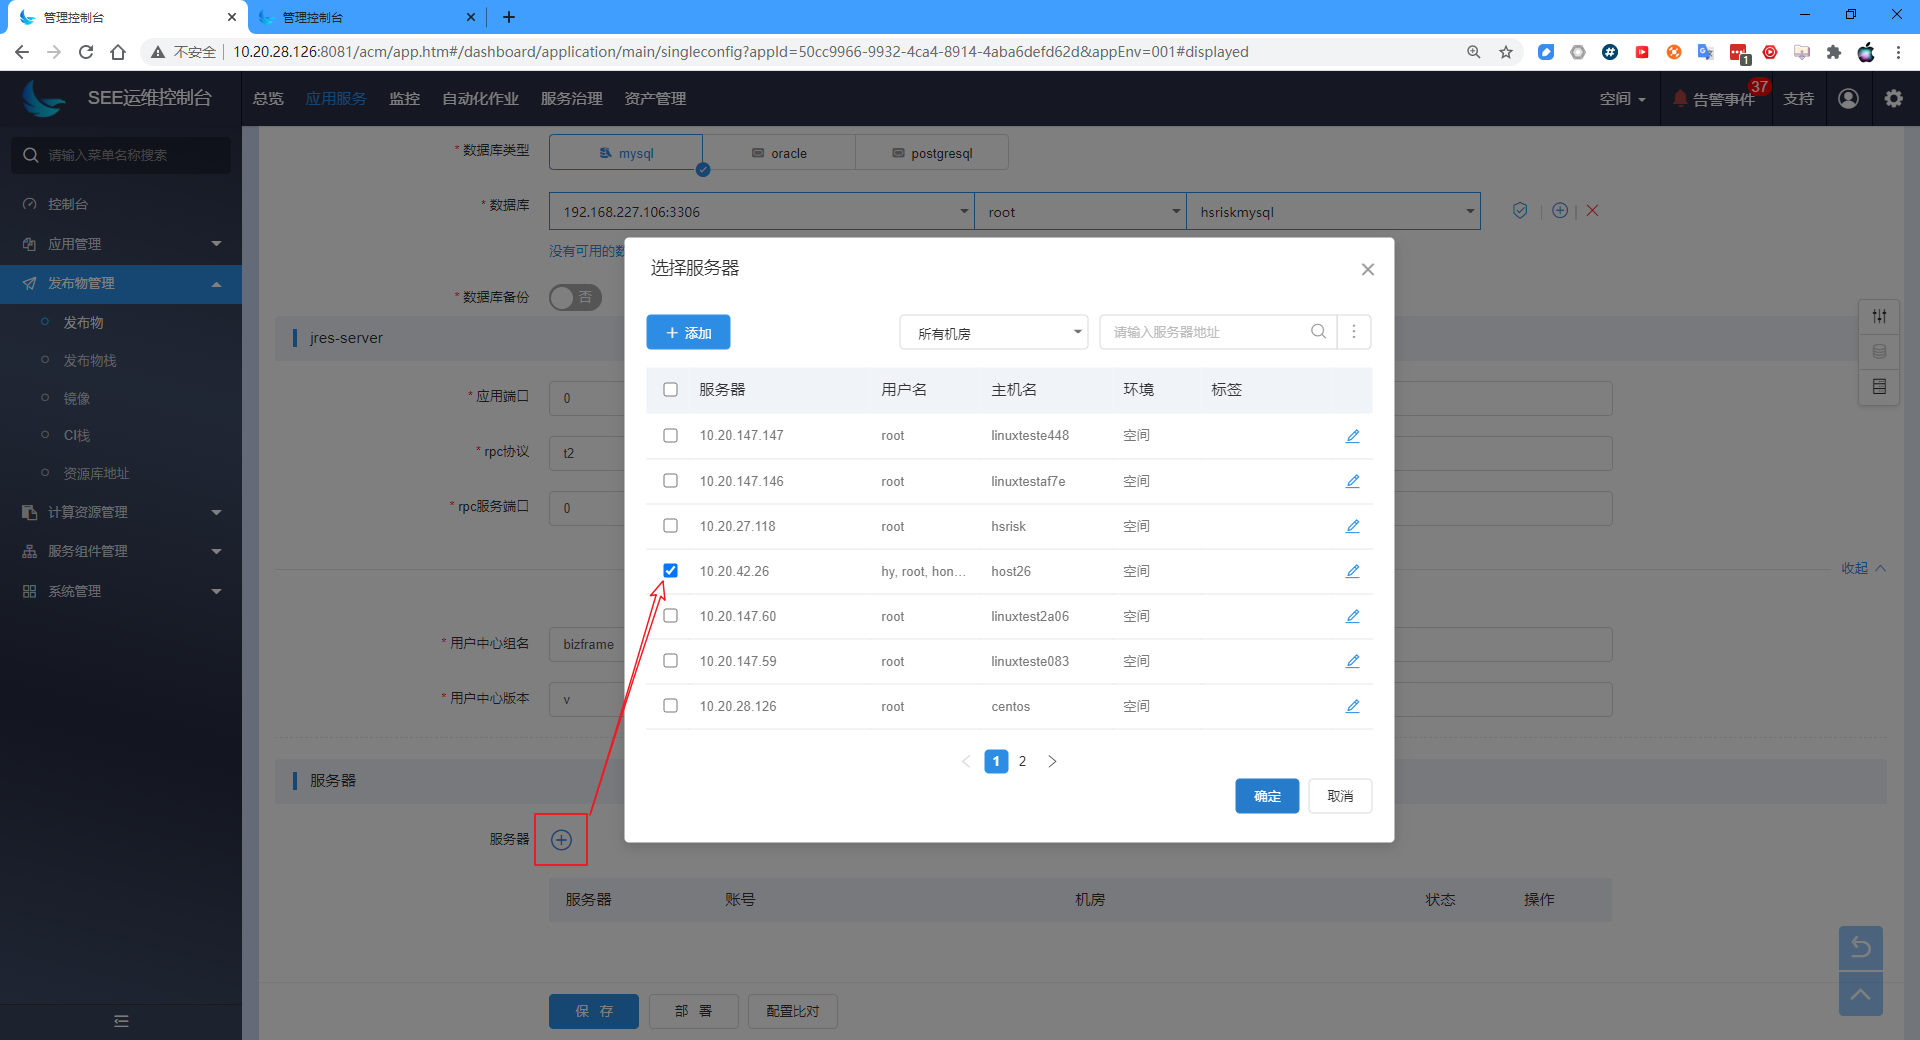 管理控制台
管理控制台
不安全 10.20.28.126:8081/acm/app.htm#/dashboard/application/main/singleconfig?appId=50cc9966-9932-4ca4-8914-4aba6defd62d&appEnv=001#displayed
1
SEE运维控制台 总览 应用服务 监控 自动化作业 服务治理 资产管理 空间 告警事件 37 支持
请输入菜单名称搜索
控制台
应用管理
发布物管理
发布物
发布物栈
镜像
CI栈
资源库地址
计算资源管理
服务组件管理
系统管理
* 数据库类型 mysql oracle postgresql
* 数据库 192.168.227.106:3306 root hsriskmysql
没有可用的数
* 数据库备份 否
jres-server
* 应用端口 0
* rpc协议 t2
* rpc服务端口 0
收起
* 用户中心组名 bizframe
* 用户中心版本 v
服务器
服务器
服务器 账号 机房 状态 操作
保 存 部 署 配置比对
选择服务器
添加 所有机房 请输入服务器地址
服务器 用户名 主机名 环境 标签
10.20.147.147 root linuxteste448 空间
10.20.147.146 root linuxtestaf7e 空间
10.20.27.118 root hsrisk 空间
10.20.42.26 hy, root, hon... host26 空间
10.20.147.60 root linuxtest2a06 空间
10.20.147.59 root linuxteste083 空间
10.20.28.126 root centos 空间
1 2
确定 取消